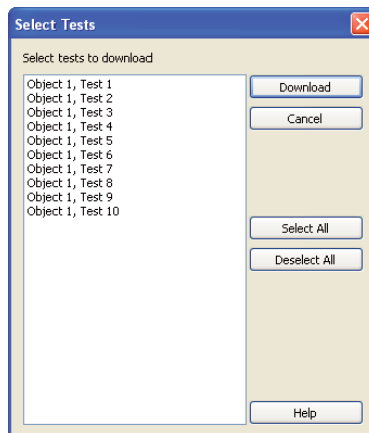 Select Tests
Select tests to download
Object 1, Test 1
Object 1, Test 2
Object 1, Test 3
Object 1, Test 4
Object 1, Test 5
Object 1, Test 6
Object 1, Test 7
Object 1, Test 8
Object 1, Test 9
Object 1, Test 10
Download
Cancel
Select All
Deselect All
Help